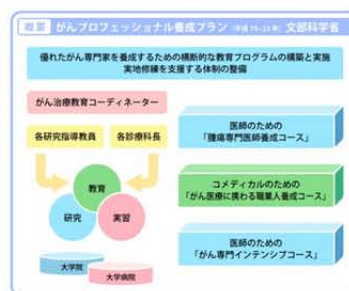 概要 がんプロフェッショナル養成プラン (平成19-23年) 文部科学省
優れたがん専門家を養成するための横断的な教育プログラムの構築と実施
実地修練を支援する体制の整備
がん治療教育コーディネーター
各研究指導教員
各診療科長
教育
研究
実習
大学院
大学病院
医師のための
「腫瘍専門医師養成コース」
コメディカルのための
「がん医療に携わる職業人養成コース」
医師のための
「がん専門インテンシブコース」